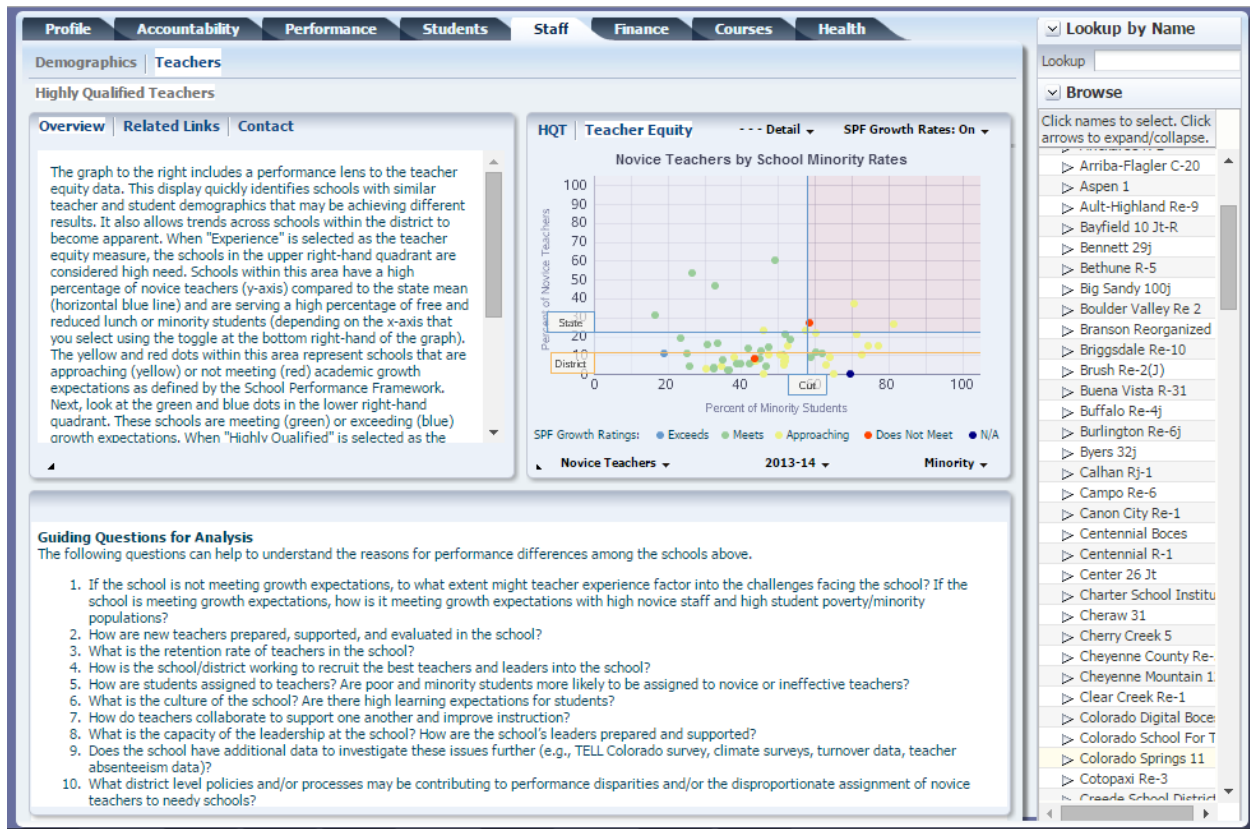 Profile Accountability Performance Students Staff Finance Courses Health
Demographics Teachers
Highly Qualified Teachers
Overview Related Links Contact
The graph to the right includes a performance lens to the teacher
equity data. This display quickly identifies schools with similar
teacher and student demographics that may be achieving different
results. It also allows trends across schools within the district to
become apparent. When "Experience" is selected as the teacher
equity measure, the schools in the upper right-hand quadrant are
considered high need. Schools within this area have a high
percentage of novice teachers (y-axis) compared to the state mean
(horizontal blue line) and are serving a high percentage of free and
reduced lunch or minority students (depending on the x-axis that
you select using the toggle at the bottom right-hand of the graph).
The yellow and red dots within this area represent schools that are
approaching (yellow) or not meeting (red) academic growth
expectations as defined by the School Performance Framework.
Next, look at the green and blue dots in the lower right-hand
quadrant. These schools are meeting (green) or exceeding (blue)
growth expectations. When "Highly Qualified" is selected as the
HQT Teacher Equity - - - Detail SPF Growth Rates: On
Novice Teachers by School Minority Rates
Percent of Novice Teachers
100
90
80
70
60
50
40
30
State
20
10
District
0
0 20 40 60 80 100
Cut
Percent of Minority Students
SPF Growth Ratings: Exceeds Meets Approaching Does Not Meet N/A
Novice Teachers 2013-14 Minority
Guiding Questions for Analysis
The following questions can help to understand the reasons for performance differences among the schools above.
1. If the school is not meeting growth expectations, to what extent might teacher experience factor into the challenges facing the school? If the
school is meeting growth expectations, how is it meeting growth expectations with high novice staff and high student poverty/minority
populations?
2. How are new teachers prepared, supported, and evaluated in the school?
3. What is the retention rate of teachers in the school?
4. How is the school/district working to recruit the best teachers and leaders into the school?
5. How are students assigned to teachers? Are poor and minority students more likely to be assigned to novice or ineffective teachers?
6. What is the culture of the school? Are there high learning expectations for students?
7. How do teachers collaborate to support one another and improve instruction?
8. What is the capacity of the leadership at the school? How are the school's leaders prepared and supported?
9. Does the school have additional data to investigate these issues further (e.g., TELL Colorado survey, climate surveys, turnover data, teacher
absenteeism data)?
10. What district level policies and/or processes may be contributing to performance disparities and/or the disproportionate assignment of novice
teachers to needy schools?
Lookup by Name
Lookup
Browse
Click names to select. Click
arrows to expand/collapse.
Arriba-Flagler C-20
Aspen 1
Ault-Highland Re-9
Bayfield 10 Jt-R
Bennett 29j
Bethune R-5
Big Sandy 100j
Boulder Valley Re 2
Branson Reorganized
Briggsdale Re-10
Brush Re-2(J)
Buena Vista R-31
Buffalo Re-4j
Burlington Re-6j
Byers 32j
Calhan Rj-1
Campo Re-6
Canon City Re-1
Centennial Boces
Centennial R-1
Center 26 Jt
Charter School Institu
Cheraw 31
Cherry Creek 5
Cheyenne County Re-
Cheyenne Mountain 1
Clear Creek Re-1
Colorado Digital Boce
Colorado School For T
Colorado Springs 11
Cotopaxi Re-3
Creede School District